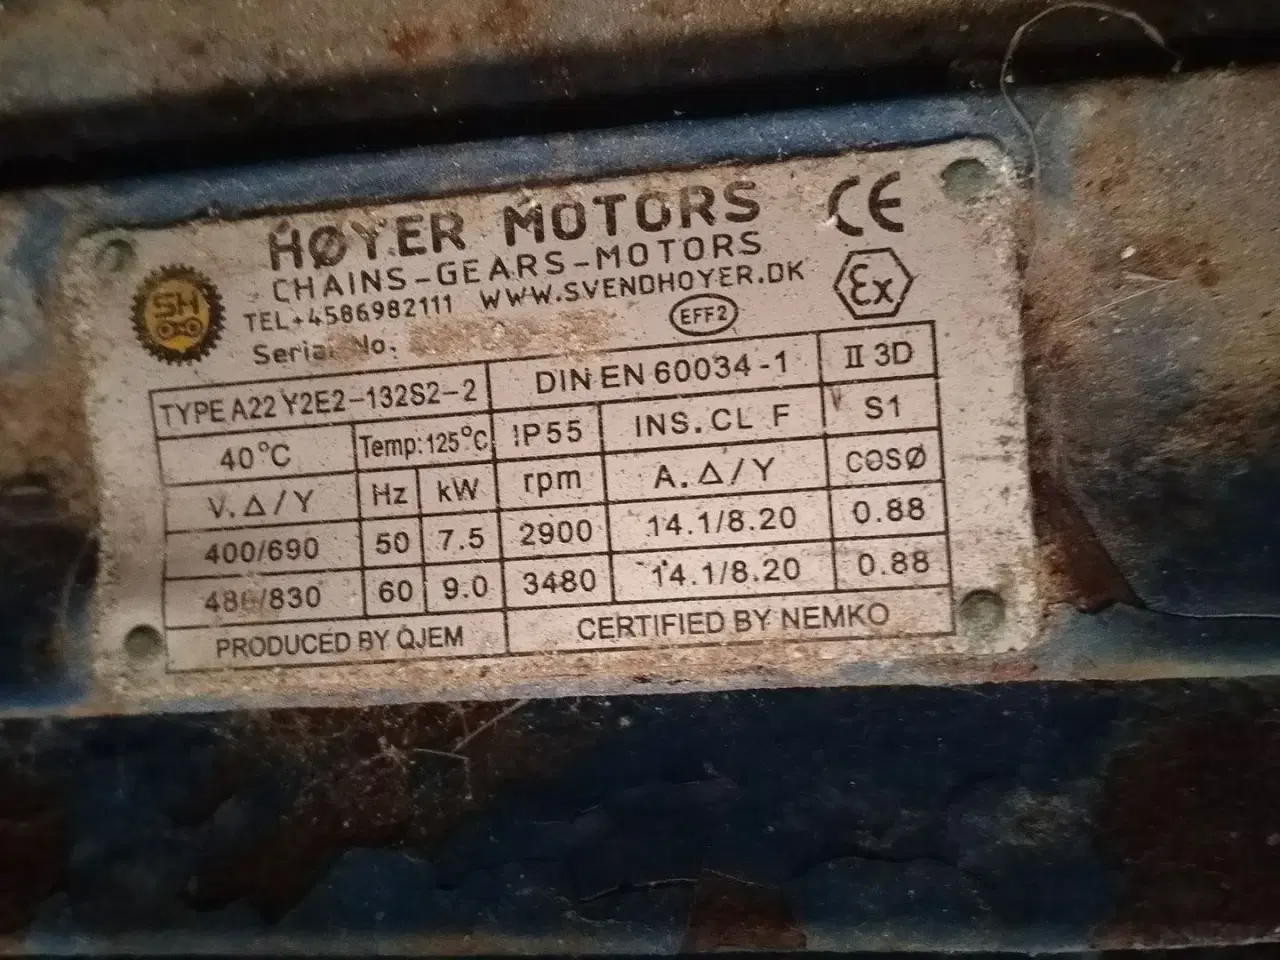 HØYER MOTORS CE
CHAINS-GEARS-MOTORS
TEL+4586982111 WWW.SVENDHOYER.DK
SH
Ex
Serial No.:
EFF2
TYPE A22 Y2E2-132S2-2 DIN EN 60034-1 II 3D
40°C Temp:125°C IP55 INS.CL F S1
V.Δ/Y Hz kW rpm A.Δ/Y COSØ
400/690 50 7.5 2900 14.1/8.20 0.88
/830 60 9.0 3480 14.1/8.20 0.88
PRODUCED BY QJEM CERTIFIED BY NEMKO